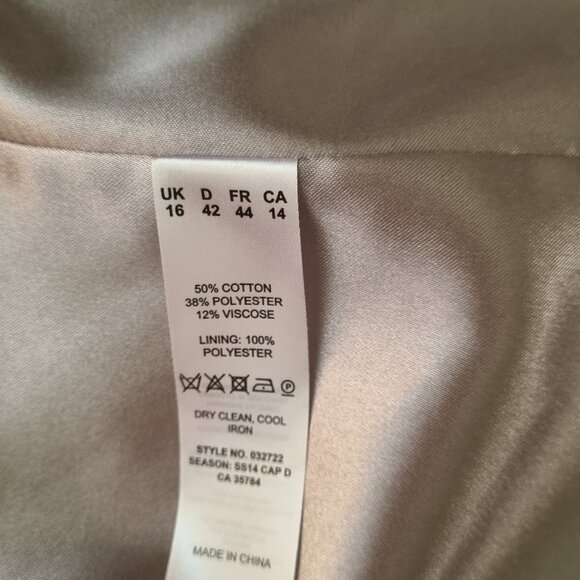 UK D FR CA
16 42 44 14
50% COTTON
38% POLYESTER
12% VISCOSE
LINING: 100%
POLYESTER
P
DRY CLEAN, COOL
IRON
STYLE NO. 032722
SEASON: SS14 CAP D
CA 35784
MADE IN CHINA